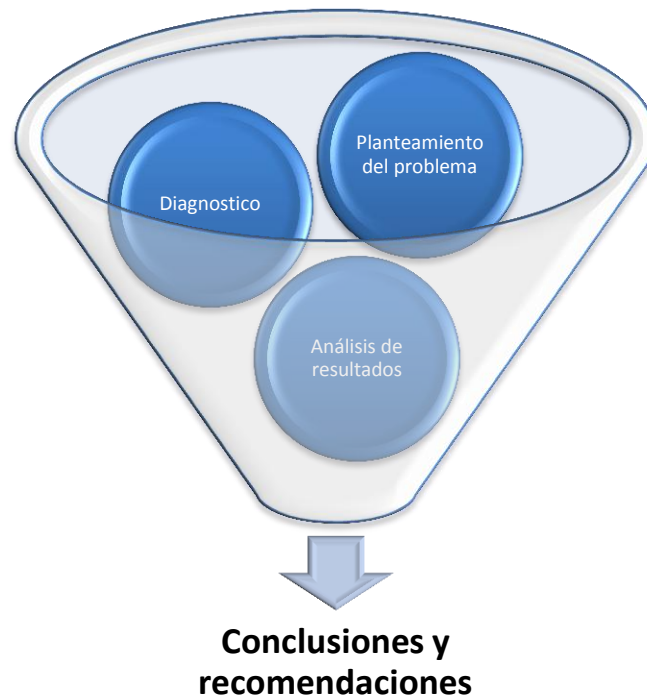 Planteamiento
del problema
Diagnostico
Análisis de
resultados
Conclusiones y
recomendaciones